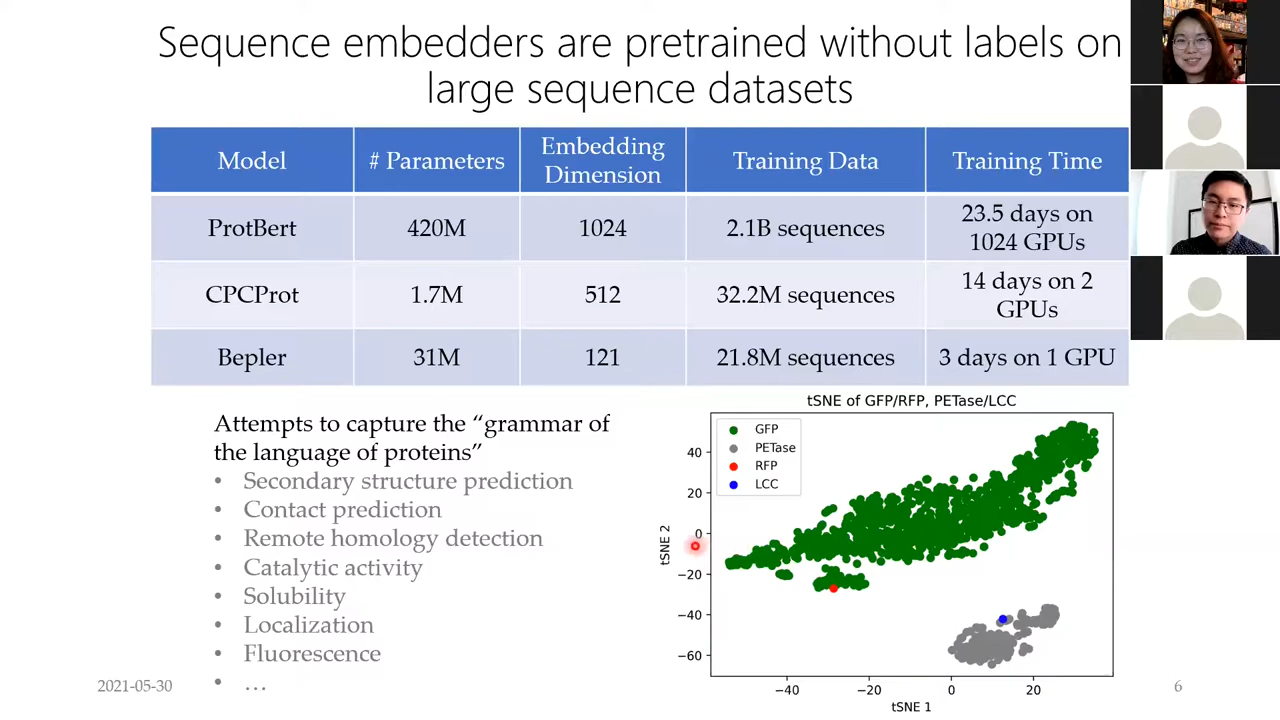 Sequence embedders are pretrained without labels on
large sequence datasets
Model
# Parameters
Embedding
Dimension
Training Data
Training Time
ProtBert
420M
1024
2.1B sequences
23.5 days on
1024 GPUs
CPCProt
1.7M
512
32.2M sequences
14 days on 2
GPUs
Bepler
31M
121
21.8M sequences
3 days on 1 GPU
Attempts to capture the “grammar of
the language of proteins”
• Secondary structure prediction
• Contact prediction
• Remote homology detection
• Catalytic activity
• Solubility
• Localization
• Fluorescence
• …
tSNE of GFP/RFP, PETase/LCC
GFP
PETase
RFP
LCC
40
20
0
−20
−40
−60
tSNE 2
−40
−20
0
20
tSNE 1
2021-05-30
6